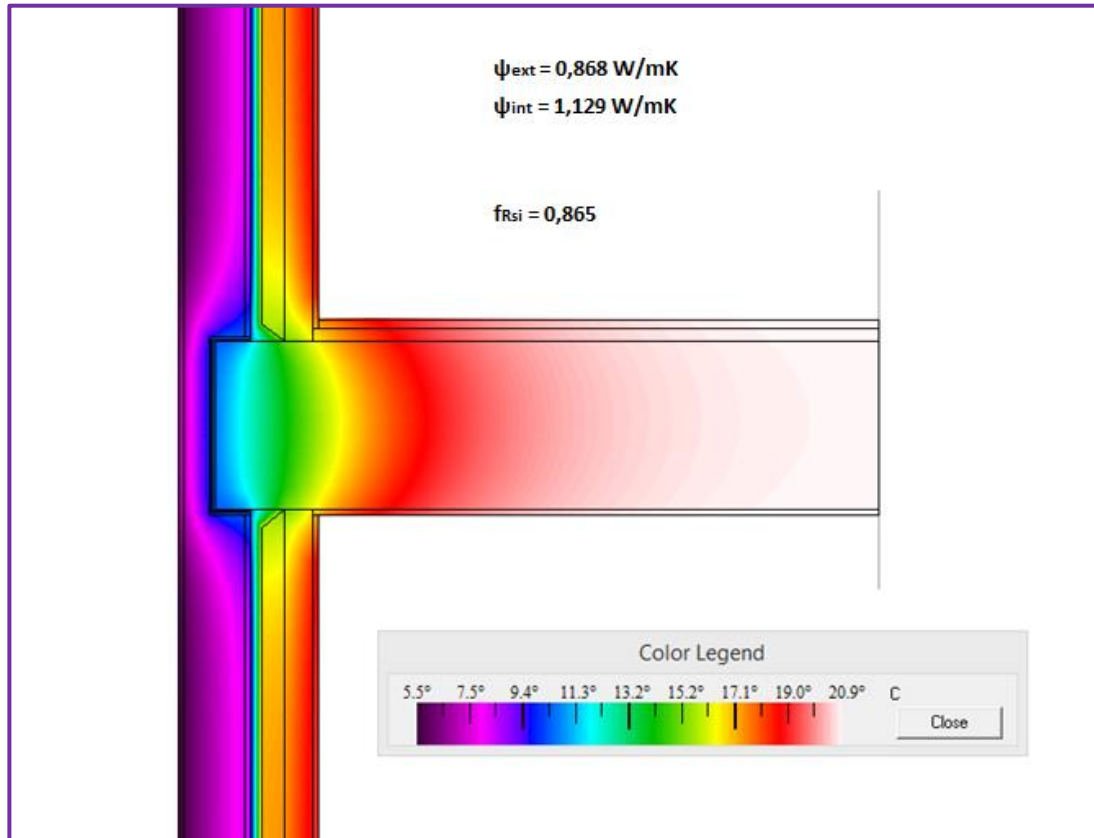 ψext = 0,868 W/mK
ψint = 1,129 W/mK
fRsi = 0,865
Color Legend
5.5° 7.5° 9.4° 11.3° 13.2° 15.2° 17.1° 19.0° 20.9° C
Close